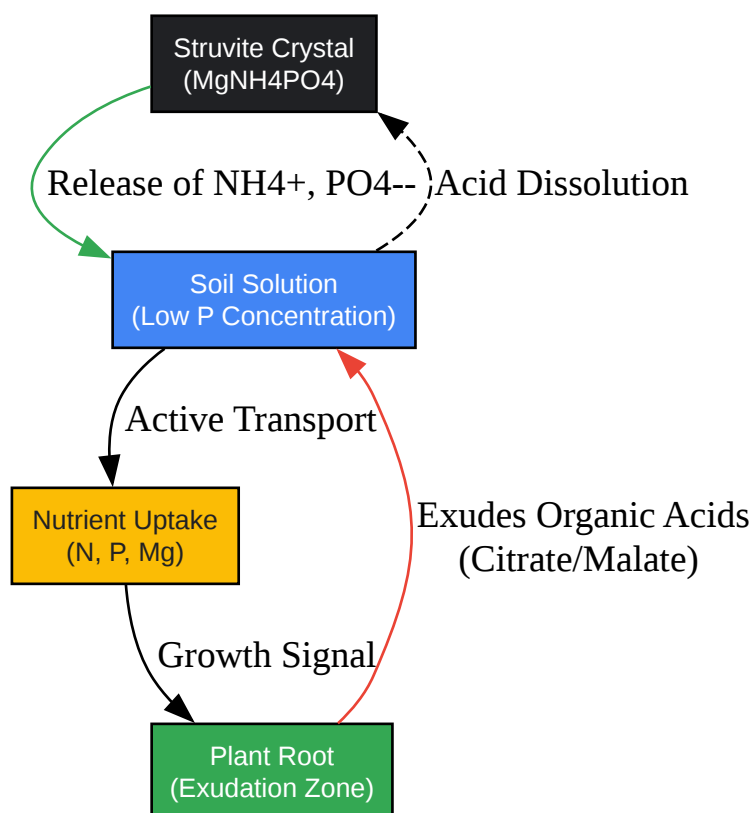 Struvite Crystal
(MgNH4PO4)
Release of NH4+, PO4--
Acid Dissolution
Soil Solution
(Low P Concentration)
Active Transport
Nutrient Uptake
(N, P, Mg)
Exudes Organic Acids
(Citrate/Malate)
Growth Signal
Plant Root
(Exudation Zone)